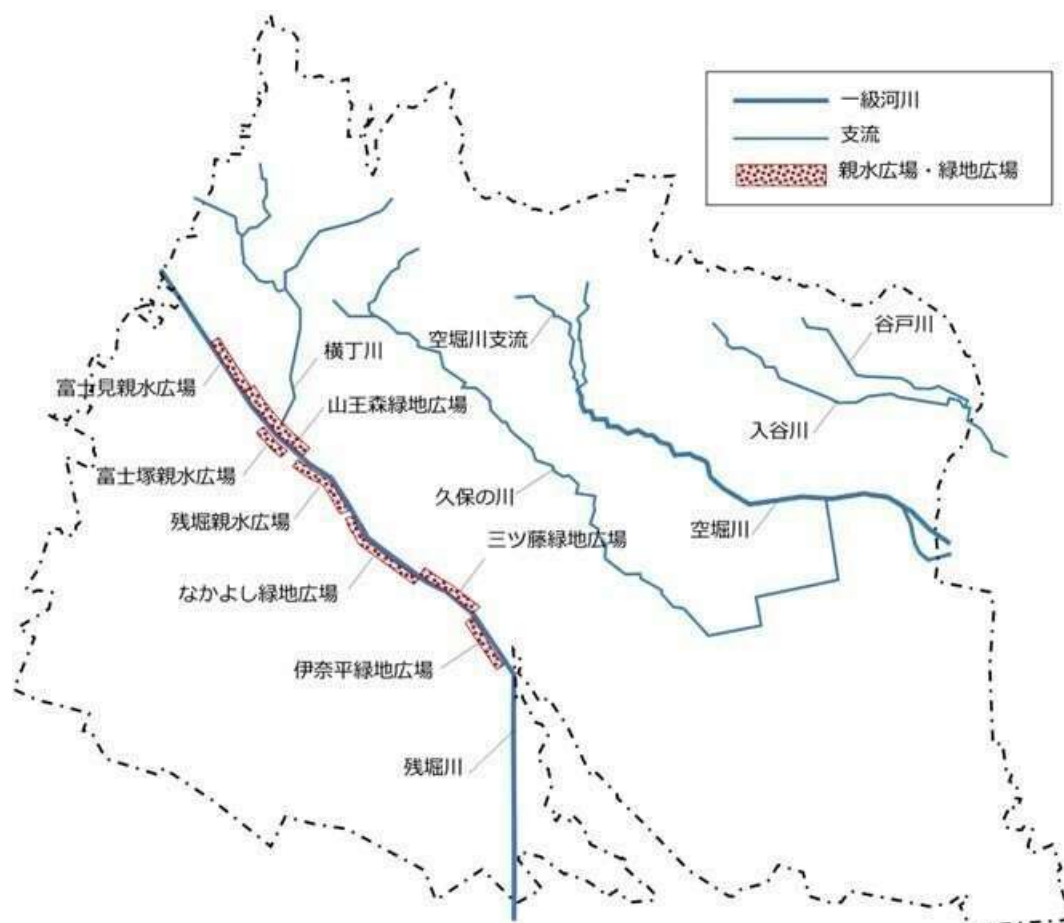 一級河川
支流
親水広場・緑地広場
谷戸川
空堀川支流
横丁川
富士見親水広場
山王森緑地広場
入谷川
富士塚親水広場
久保の川
残堀親水広場
空堀川
三ツ藤緑地広場
なかよし緑地広場
伊奈平緑地広場
残堀川